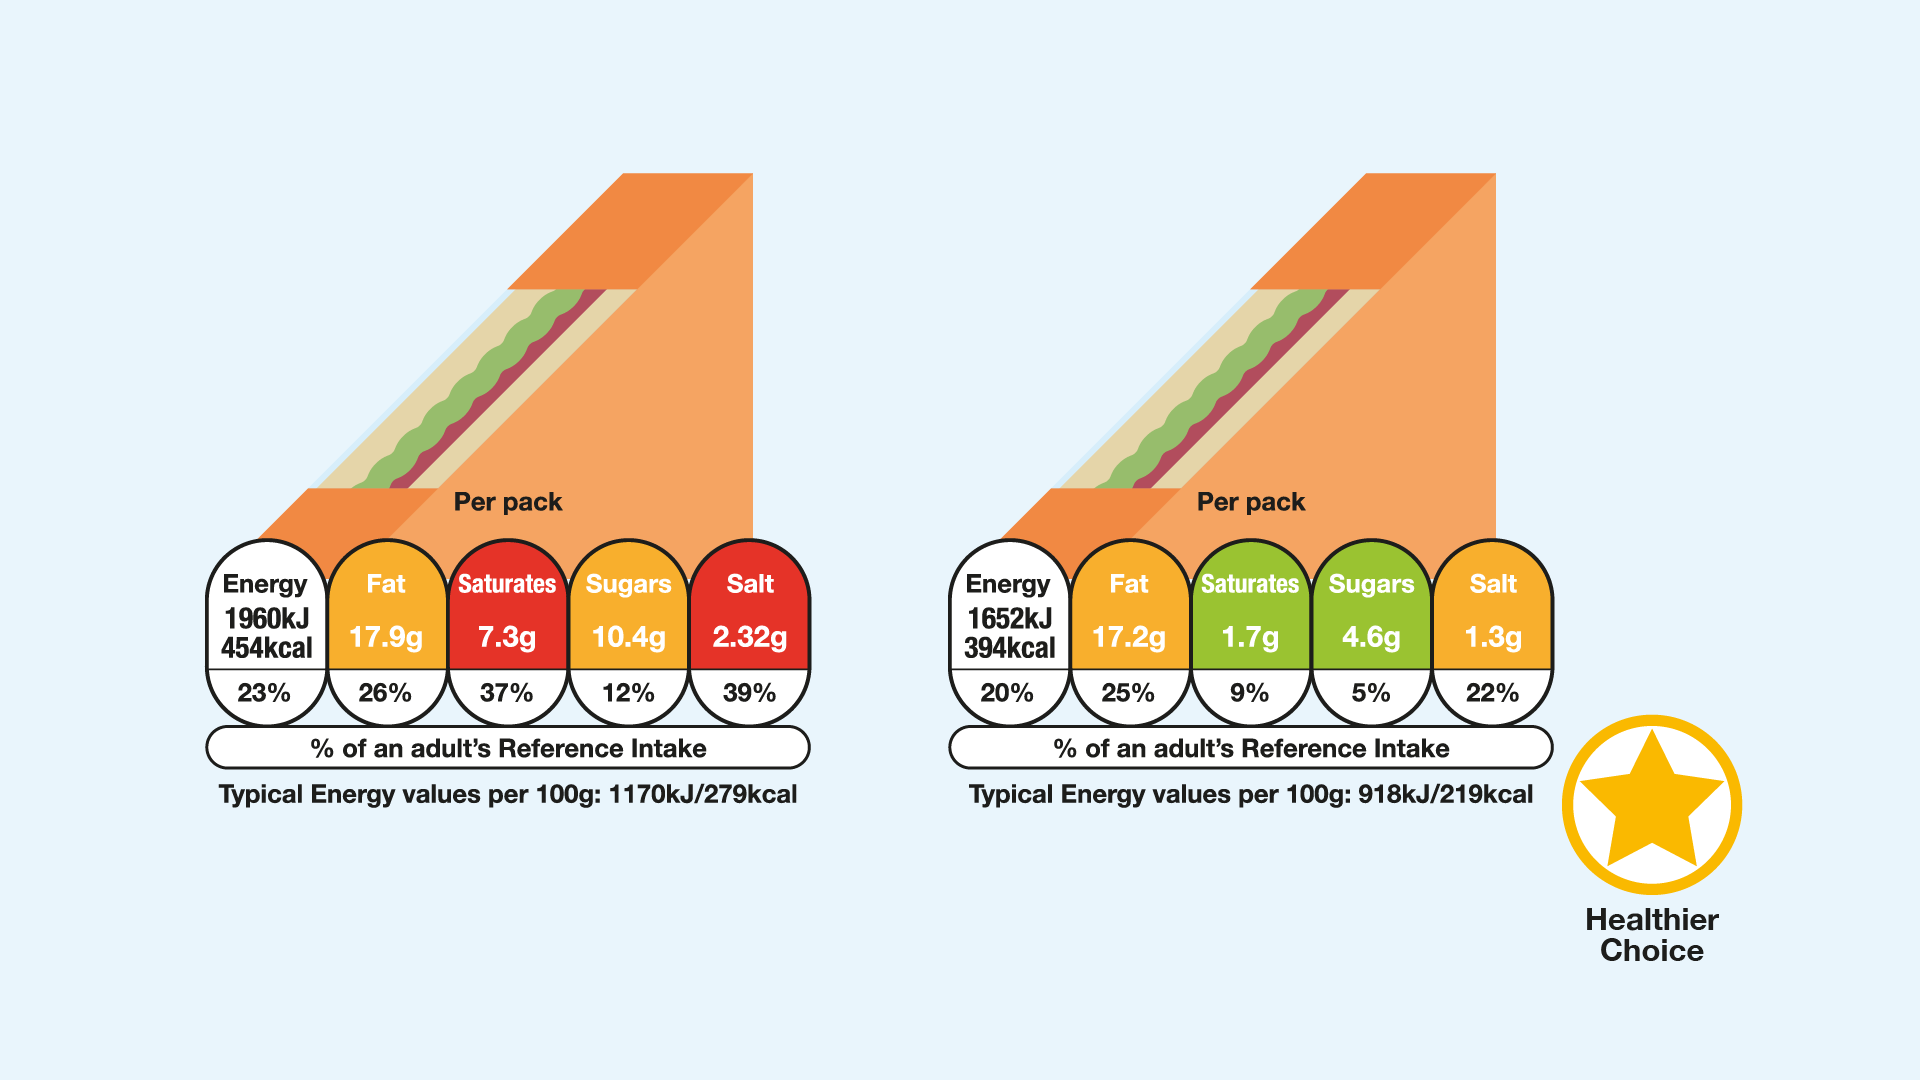 Per pack
Energy Fat Saturates Sugars Salt
1960kJ
454kcal 17.9g 7.3g 10.4g 2.32g
23% 26% 37% 12% 39%
% of an adult's Reference Intake
Typical Energy values per 100g: 1170kJ/279kcal
Per pack
Energy Fat Saturates Sugars Salt
1652kJ
394kcal 17.2g 1.7g 4.6g 1.3g
20% 25% 9% 5% 22%
% of an adult's Reference Intake
Typical Energy values per 100g: 918kJ/219kcal
Healthier
Choice